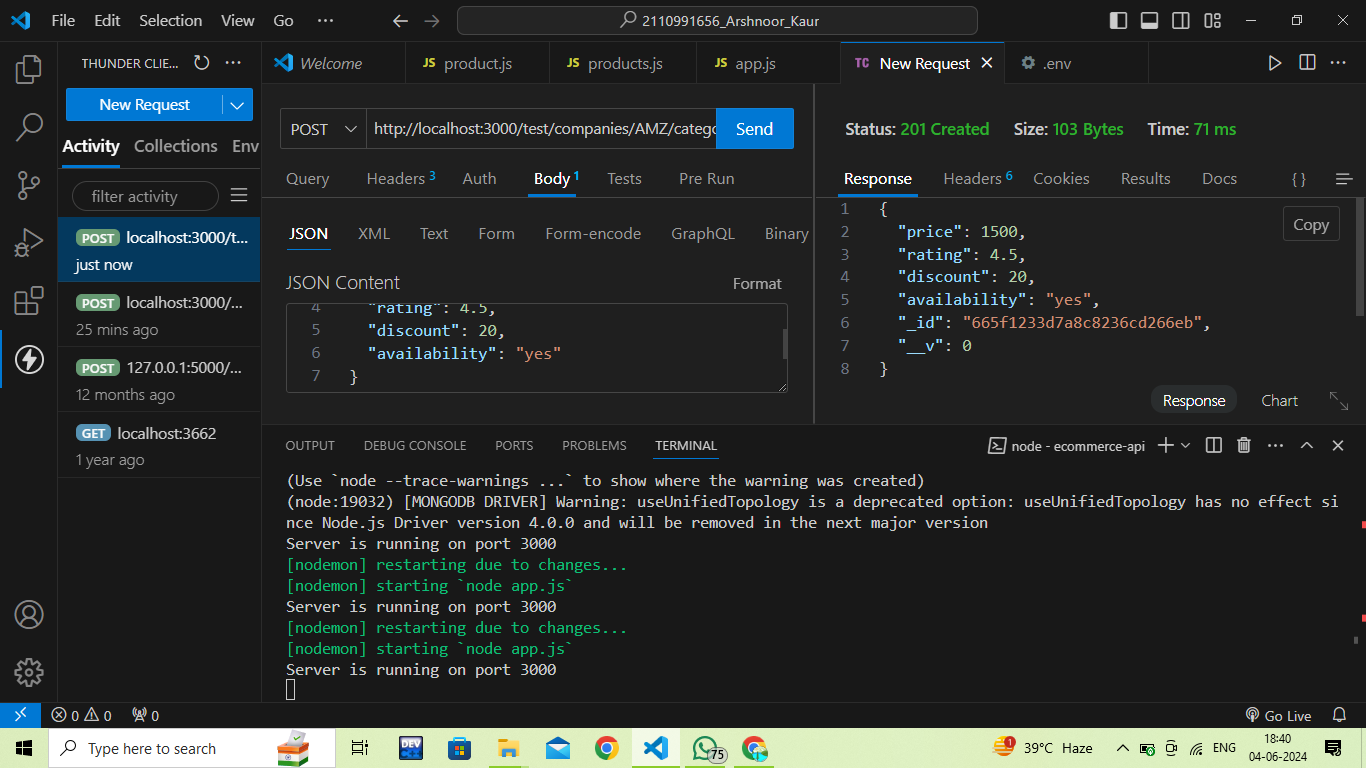 File Edit Selection View Go ··· 2110991656_Arshnoor_Kaur
THUNDER CLIE... ···
New Request
Activity Collections Env
filter activity
POST localhost:3000/t...
just now
POST localhost:3000/...
25 mins ago
POST 127.0.0.1:5000/...
12 months ago
GET localhost:3662
1 year ago
Welcome JS product.js JS products.js JS app.js TC New Request .env
POST http://localhost:3000/test/companies/AMZ/catego Send
Query Headers 3 Auth Body 1 Tests Pre Run
JSON XML Text Form Form-encode GraphQL Binary
JSON Content Format
4 "rating": 4.5,
5 "discount": 20,
6 "availability": "yes"
7 }
Status: 201 Created Size: 103 Bytes Time: 71 ms
Response Headers 6 Cookies Results Docs { }
1 {
2 "price": 1500,
3 "rating": 4.5,
4 "discount": 20,
5 "availability": "yes",
6 "_id": "665f1233d7a8c8236cd266eb",
7 "__v": 0
8 }
Copy
Response Chart
OUTPUT DEBUG CONSOLE PORTS PROBLEMS TERMINAL node - ecommerce-api
(Use `node --trace-warnings ...` to show where the warning was created)
(node:19032) [MONGODB DRIVER] Warning: useUnifiedTopology is a deprecated option: useUnifiedTopology has no effect si
nce Node.js Driver version 4.0.0 and will be removed in the next major version
Server is running on port 3000
[nodemon] restarting due to changes...
[nodemon] starting `node app.js`
Server is running on port 3000
[nodemon] restarting due to changes...
[nodemon] starting `node app.js`
Server is running on port 3000
0 0 0 Go Live
Type here to search DEV 75 1 39°C Haze ENG 18:40
04-06-2024